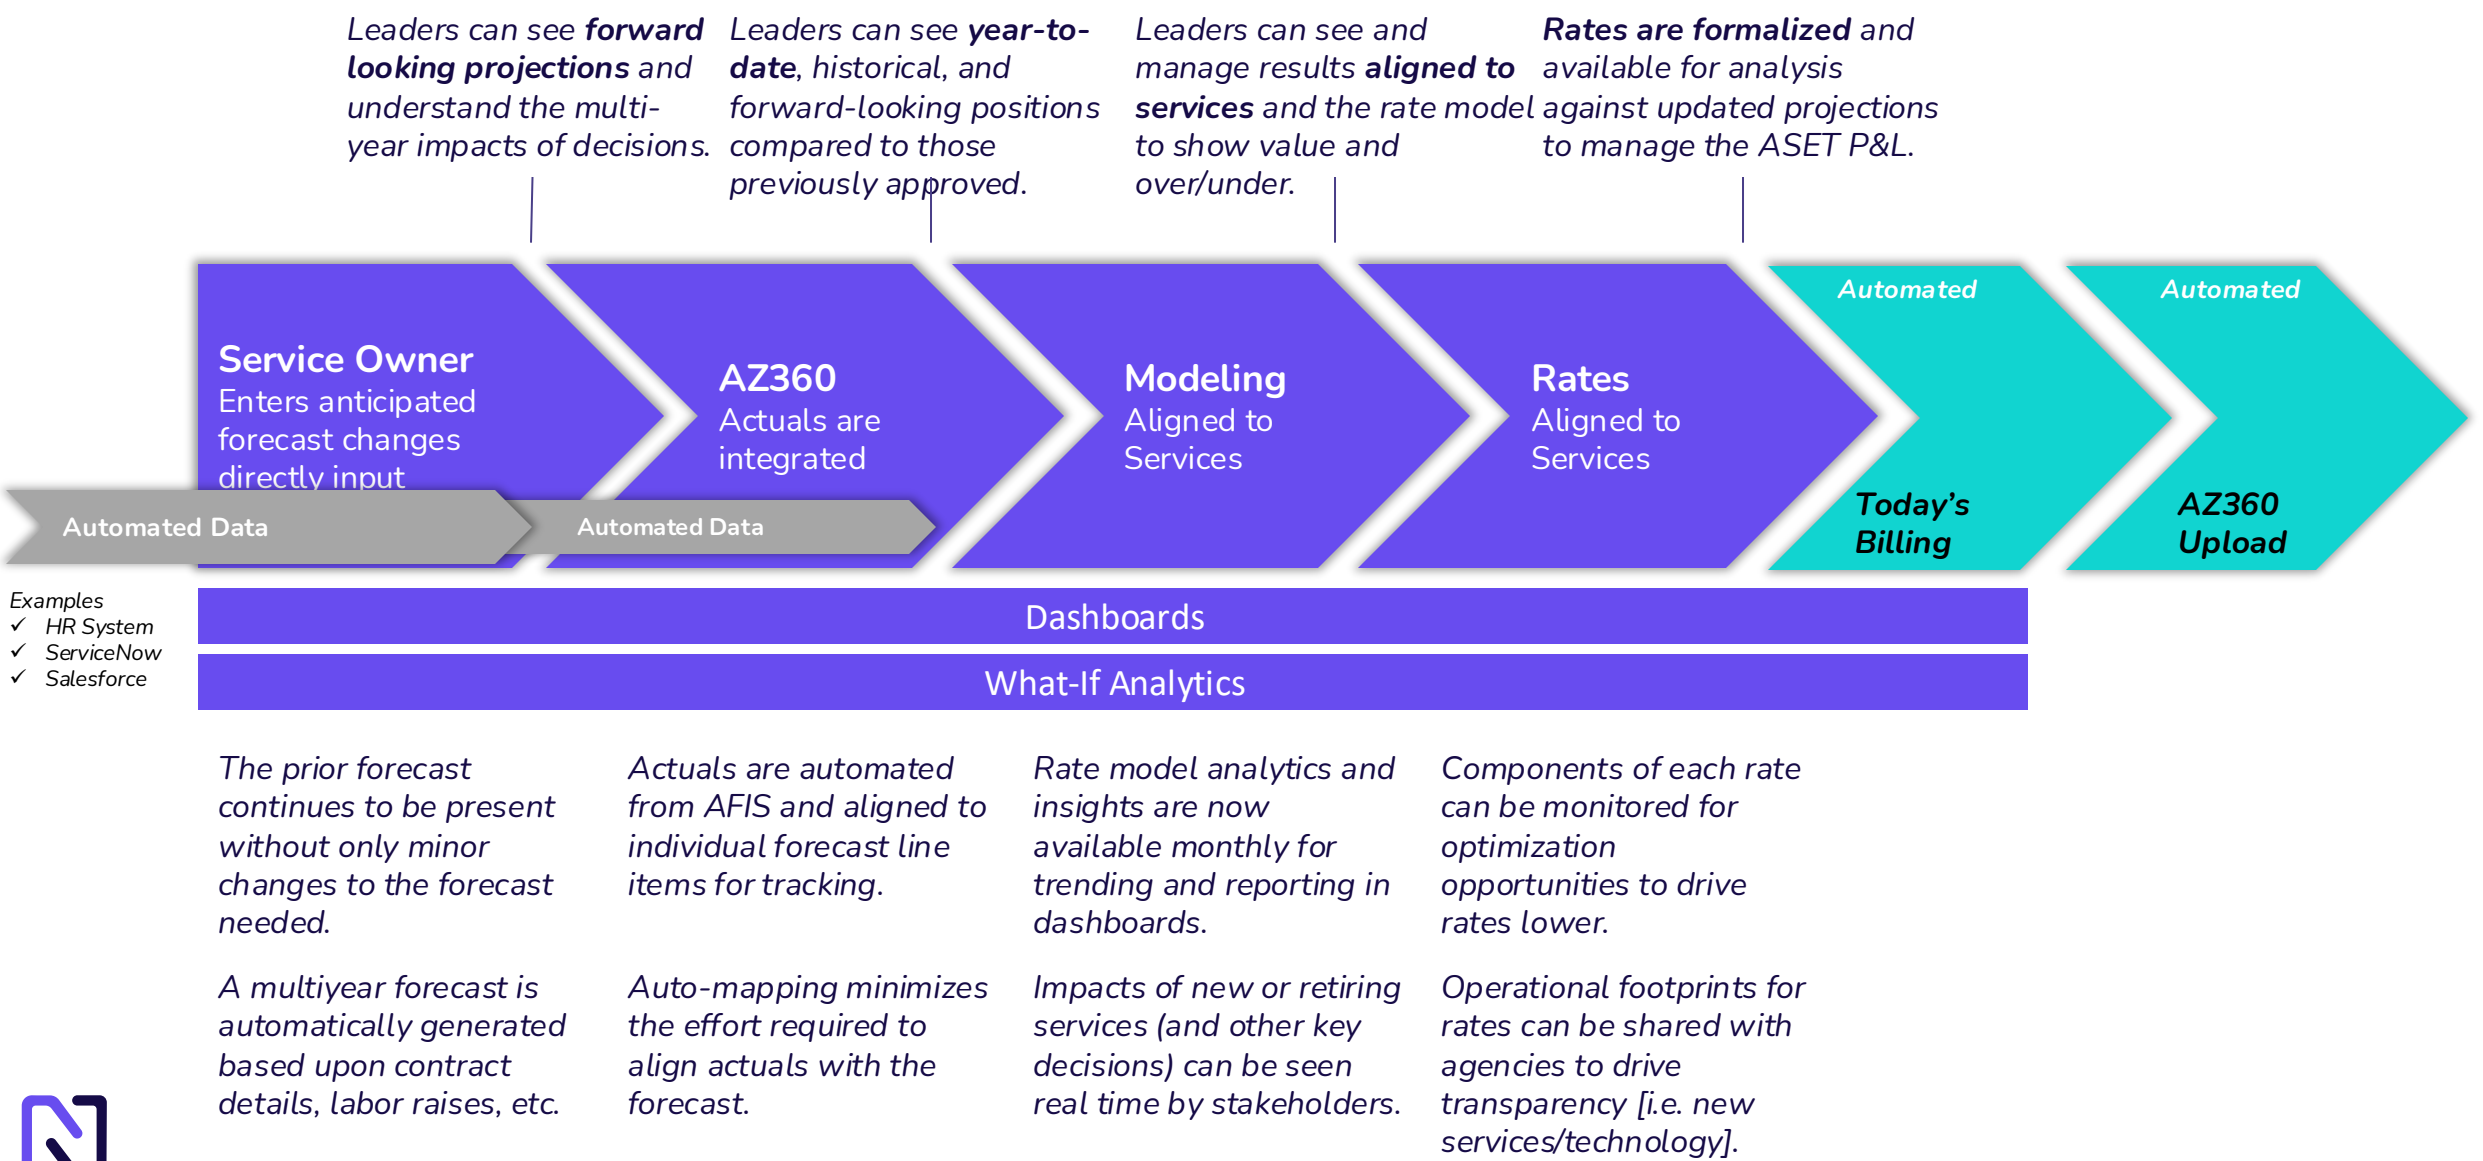 Leaders can see forward
looking projections and
understand the multi-
year impacts of decisions.
Leaders can see year-to-
date, historical, and
forward-looking positions
compared to those
previously approved.
Leaders can see and
manage results aligned to
services and the rate model
to show value and
over/under.
Rates are formalized and
available for analysis
against updated projections
to manage the ASET P&L.
Service Owner
Enters anticipated
forecast changes
directly input
AZ360
Actuals are
integrated
Modeling
Aligned to
Services
Rates
Aligned to
Services
Automated
Today's
Billing
Automated
AZ360
Upload
Automated Data
Automated Data
Examples
✓ HR System
✓ ServiceNow
✓ Salesforce
Dashboards
What-If Analytics
The prior forecast
continues to be present
without only minor
changes to the forecast
needed.
A multiyear forecast is
automatically generated
based upon contract
details, labor raises, etc.
Actuals are automated
from AFIS and aligned to
individual forecast line
items for tracking.
Auto-mapping minimizes
the effort required to
align actuals with the
forecast.
Rate model analytics and
insights are now
available monthly for
trending and reporting in
dashboards.
Impacts of new or retiring
services (and other key
decisions) can be seen
real time by stakeholders.
Components of each rate
can be monitored for
optimization
opportunities to drive
rates lower.
Operational footprints for
rates can be shared with
agencies to drive
transparency [i.e. new
services/technology].